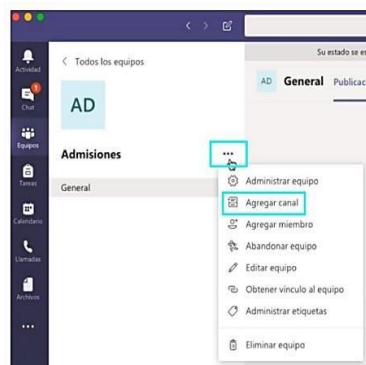 Su estado se es
Todos los equipos
AD General Publicac
Actividad
Chat
AD
Equipos
Admisiones ...
Tareas
General
Calendario
Llamadas
Archivos
...
Administrar equipo
Agregar canal
Agregar miembro
Abandonar equipo
Editar equipo
Obtener vínculo al equipo
Administrar etiquetas
Eliminar equipo